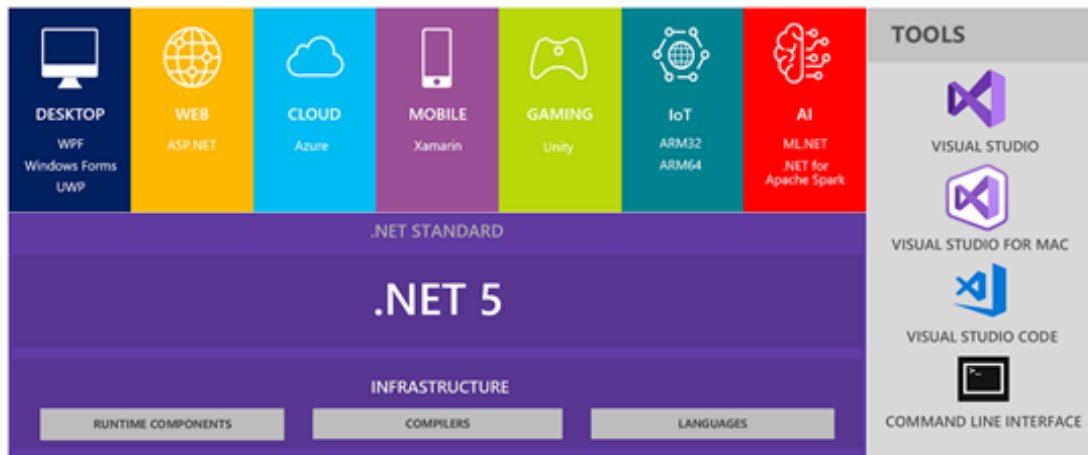 DESKTOP
WPF
Windows Forms
UWP
WEB
ASP.NET
CLOUD
Azure
MOBILE
Xamarin
GAMING
Unity
IoT
ARM32
ARM64
AI
ML.NET
.NET for
Apache Spark
.NET STANDARD
.NET 5
INFRASTRUCTURE
RUNTIME COMPONENTS
COMPILERS
LANGUAGES
TOOLS
VISUAL STUDIO
VISUAL STUDIO FOR MAC
VISUAL STUDIO CODE
>_
COMMAND LINE INTERFACE